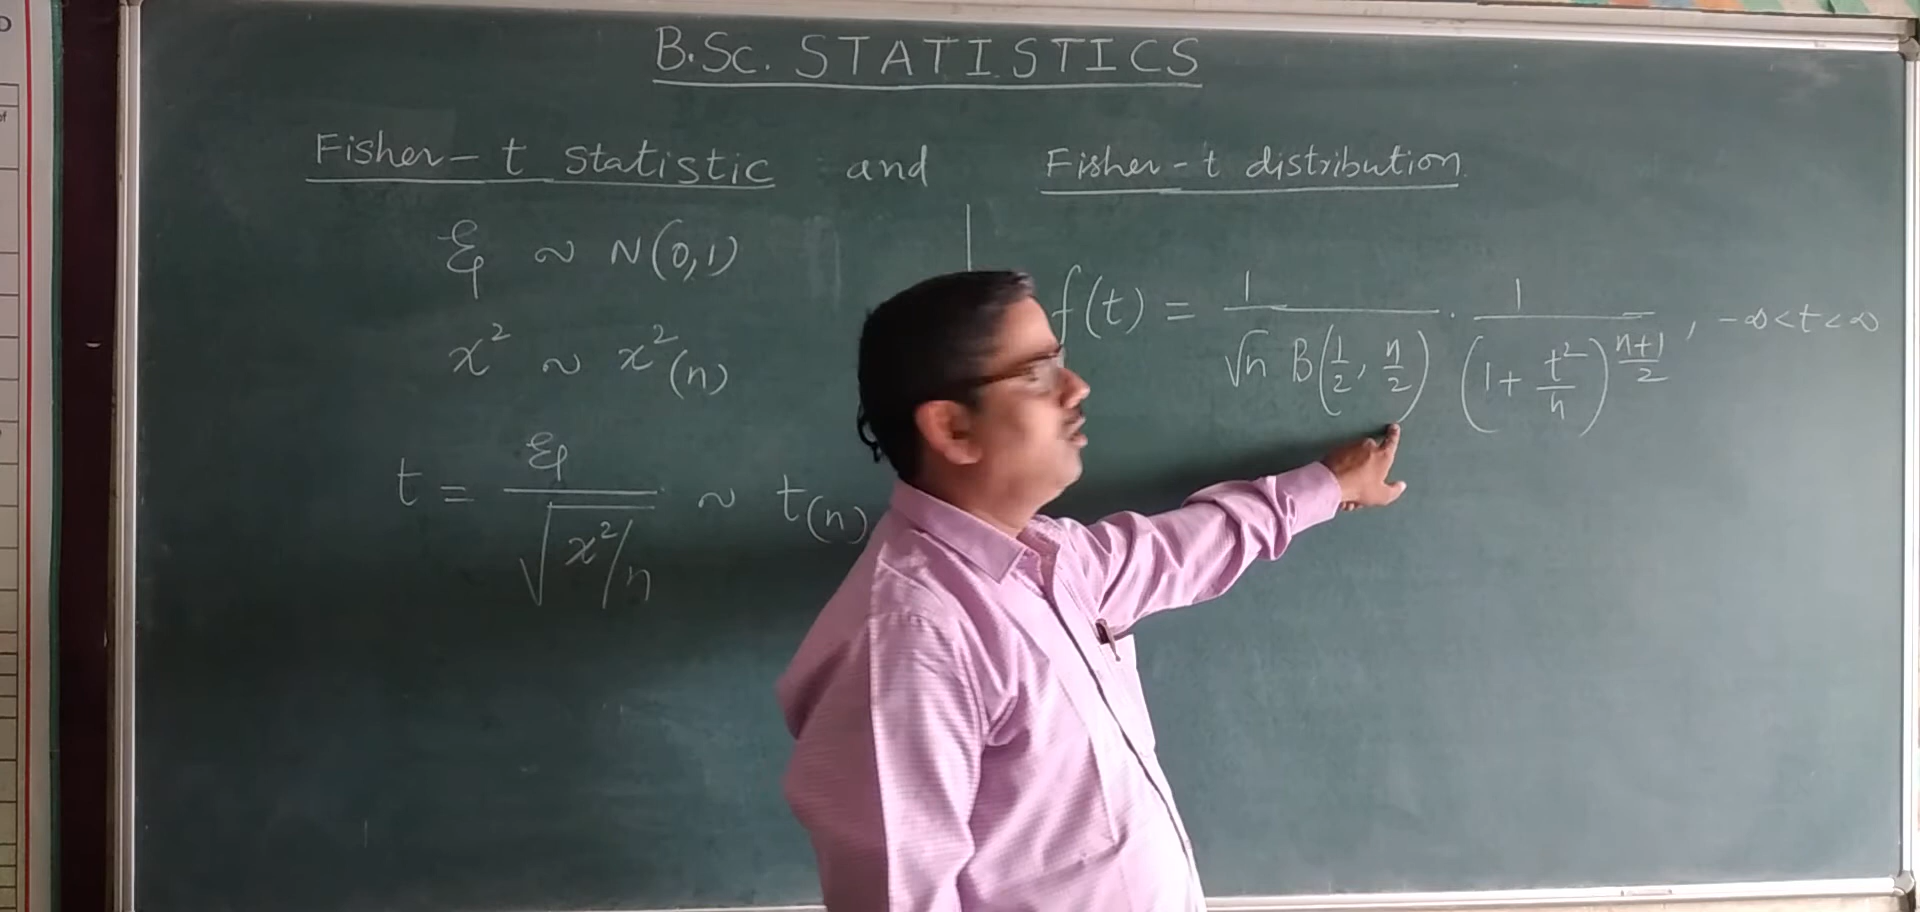 B.Sc. STATISTICS
Fisher-t statistic and Fisher-t distribution
ξ ~ N(0,1)
χ² ~ χ²(n)
t = ξ / √(χ²/n) ~ t(n)
f(t) = 1 / (√n B(1/2, n/2)) · 1 / (1 + t²/n)^((n+1)/2), -∞ < t < ∞